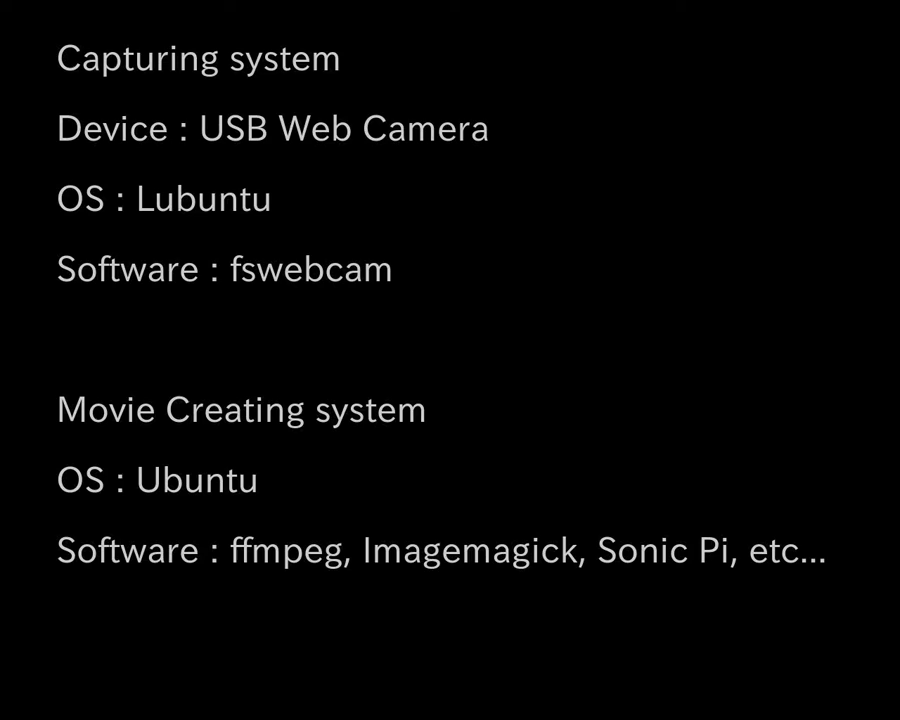 Capturing system
Device : USB Web Camera
OS : Lubuntu
Software : fswebcam
Movie Creating system
OS : Ubuntu
Software : ffmpeg, Imagemagick, Sonic Pi, etc...